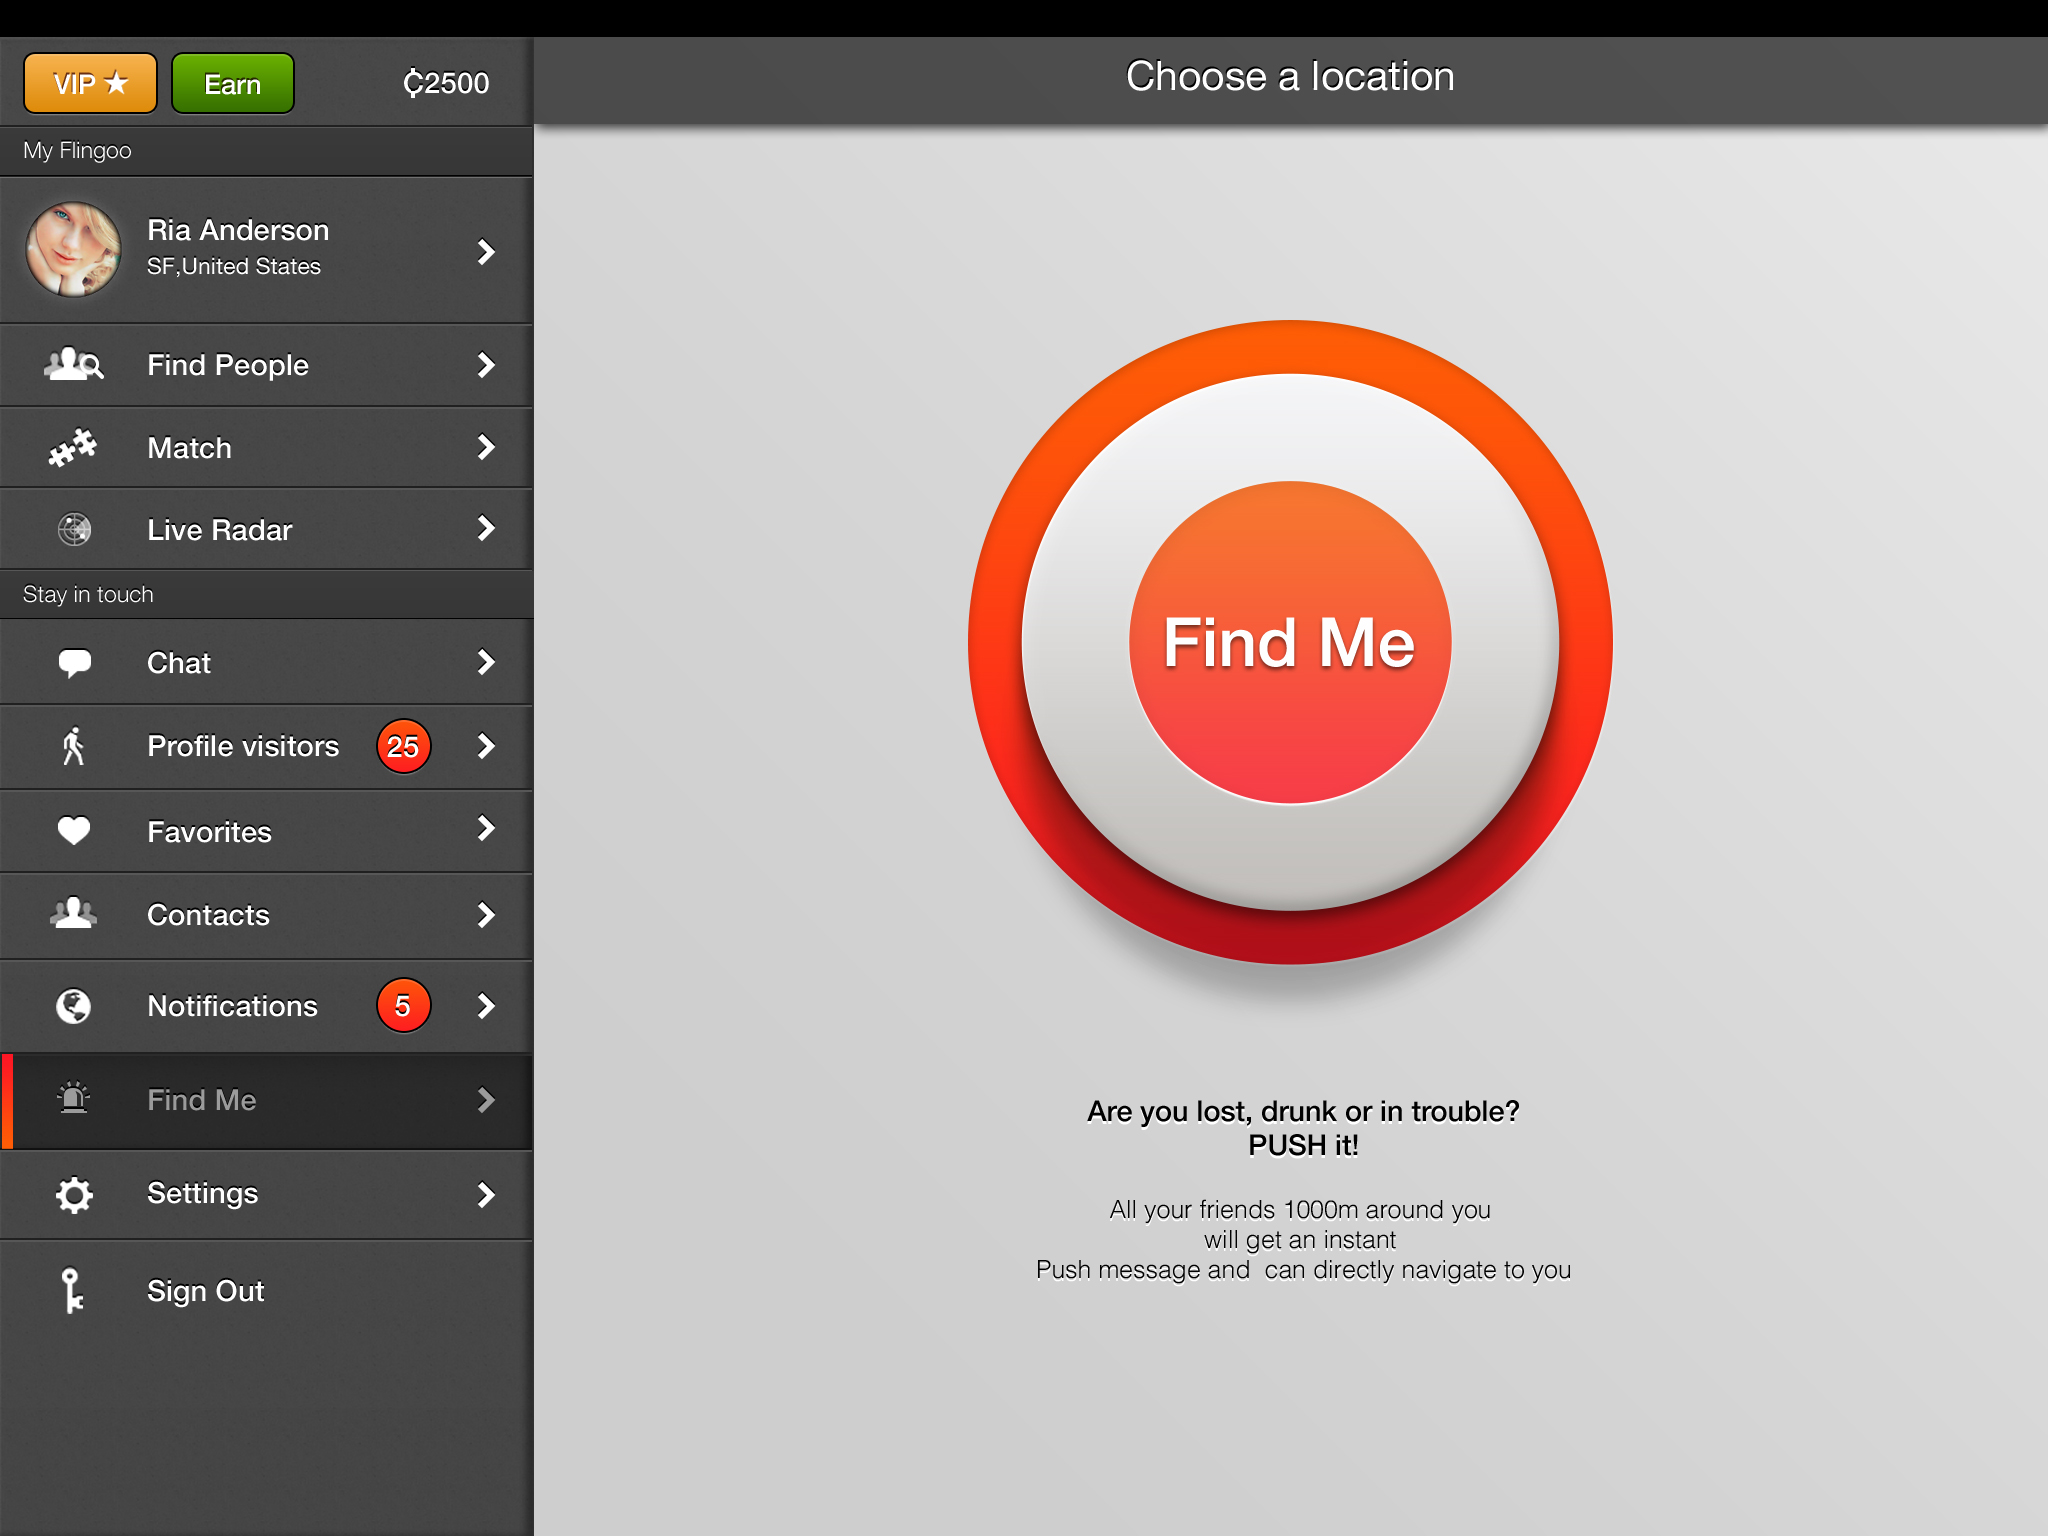 VIP ★
Earn
₵2500
Choose a location
My Flingoo
Ria Anderson
SF,United States
Find People
Match
Live Radar
Stay in touch
Chat
Profile visitors 25
Favorites
Contacts
Notifications 5
Find Me
Settings
Sign Out
Find Me
Are you lost, drunk or in trouble?
PUSH it!
All your friends 1000m around you
will get an instant
Push message and  can directly navigate to you